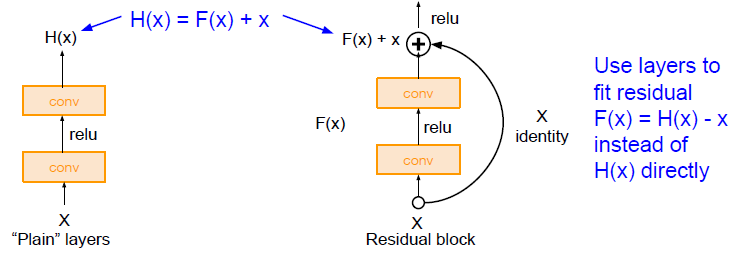 H(x) = F(x) + x
H(x)
conv
relu
conv
X
“Plain” layers
relu
F(x) + x
conv
F(x)
relu
conv
X
identity
X
Residual block
Use layers to
fit residual
F(x) = H(x) - x
instead of
H(x) directly